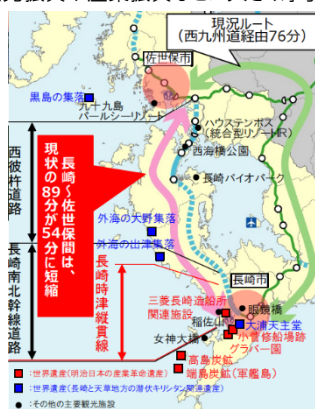 現況ルート
(西九州道経由76分)
佐世保市
黒島の集落
九十九島
パールシーリゾート
ハウステンボス
(統合型リゾートIR)
西海橋公園
長崎バイオパーク
西彼杵道路
長崎~佐世保間は、
現状の
89分が54分に短縮
外海の大野集落
外海の出津集落
長崎南北幹線道路
長崎時津縦貫線
長崎市
三菱長崎造船所
関連施設
眼鏡橋
稲佐山
大浦天主堂
小菅修船場跡
グラバー園
女神大橋
高島炭鉱
端島炭鉱(軍艦島)
:世界遺産(明治日本の産業革命遺産)
:世界遺産(長崎と天草地方の潜伏キリシタン関連遺産)
:その他の主要観光施設